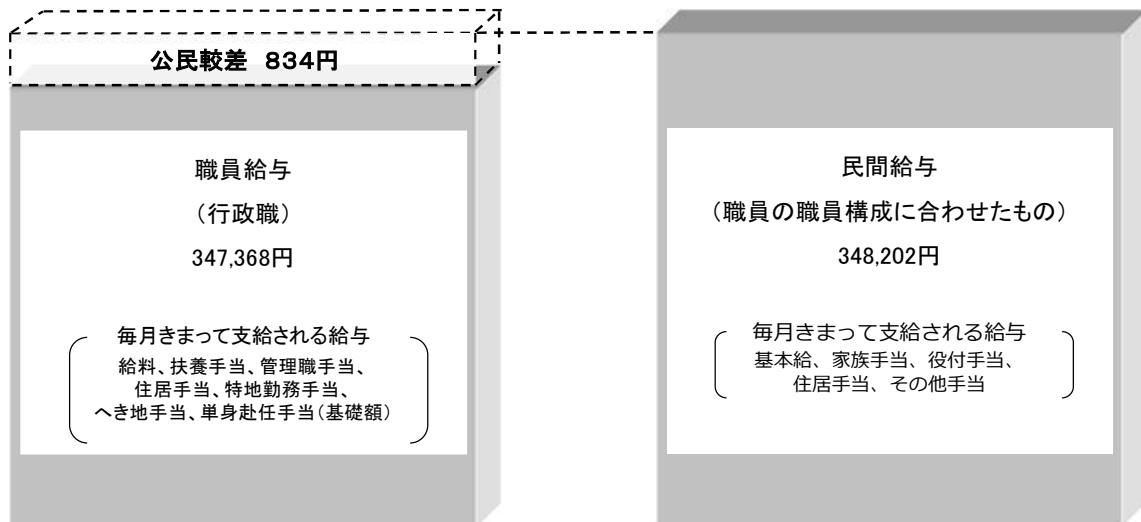 公民較差 834円
職員給与
（行政職）
347,368円
毎月きまって支給される給与
給料、扶養手当、管理職手当、
住居手当、特地勤務手当、
へき地手当、単身赴任手当（基礎額）
民間給与
（職員の職員構成に合わせたもの）
348,202円
毎月きまって支給される給与
基本給、家族手当、役付手当、
住居手当、その他手当